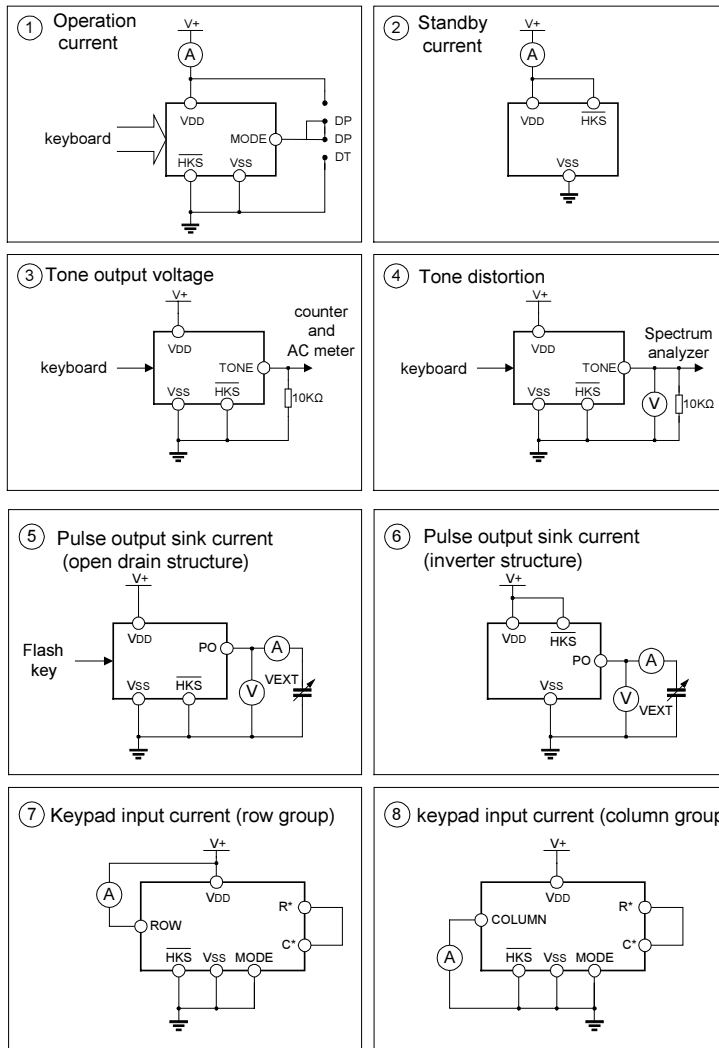 1 Operation
current
V+
A
VDD
keyboard
MODE
DP
DP
DT
HKS VSS
2 Standby
current
V+
A
VDD HKS
VSS
3 Tone output voltage
V+
VDD
counter
and
AC meter
keyboard
TONE
VSS HKS
10KΩ
4 Tone distortion
V+
VDD
Spectrum
analyzer
keyboard
TONE
VSS HKS
V
10KΩ
5 Pulse output sink current
(open drain structure)
V+
VDD
PO
A
Flash
key
VSS HKS
V
VEXT
6 Pulse output sink current
(inverter structure)
V+
VDD HKS
PO
A
VSS
V
VEXT
7 Keypad input current (row group)
V+
VDD
A
ROW
R*
C*
HKS VSS MODE
8 keypad input current (column group
V+
VDD
COLUMN
R*
A
C*
HKS VSS MODE